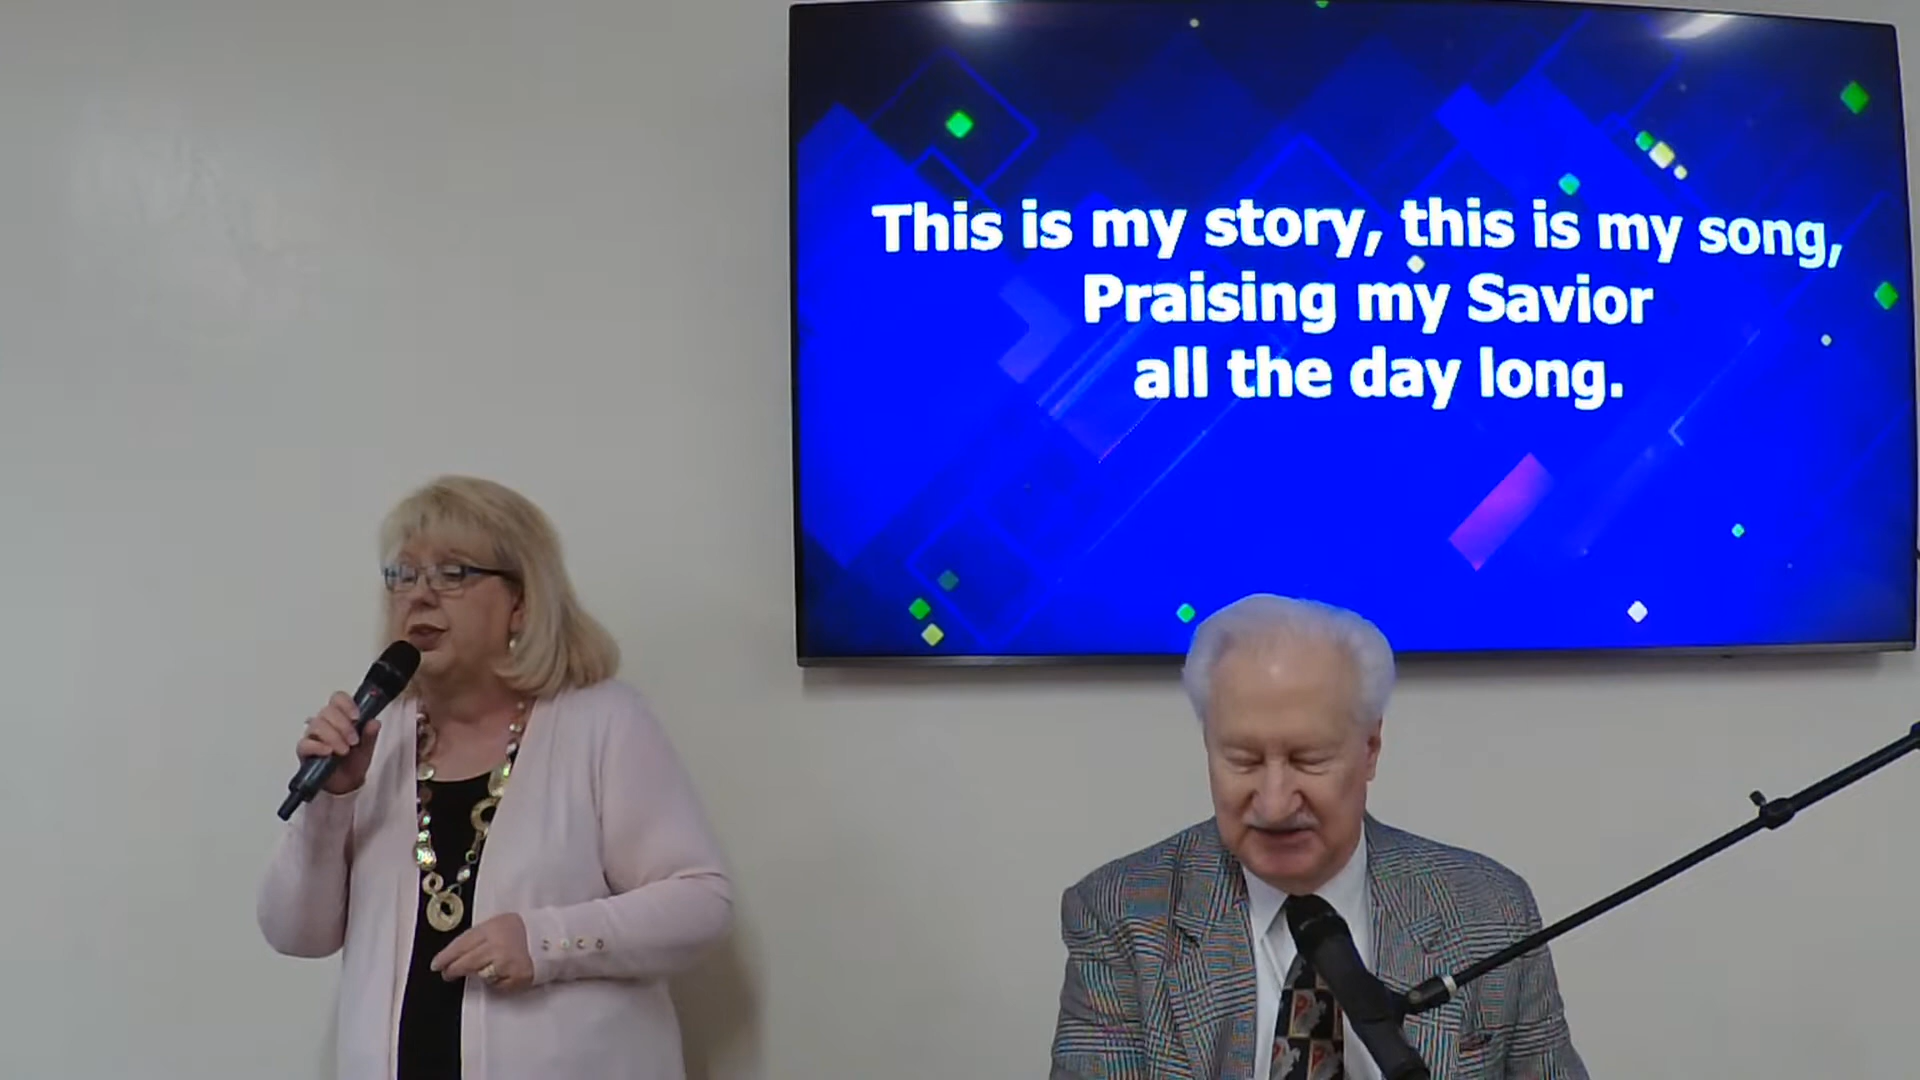 This is my story, this is my song,
Praising my Savior
all the day long.